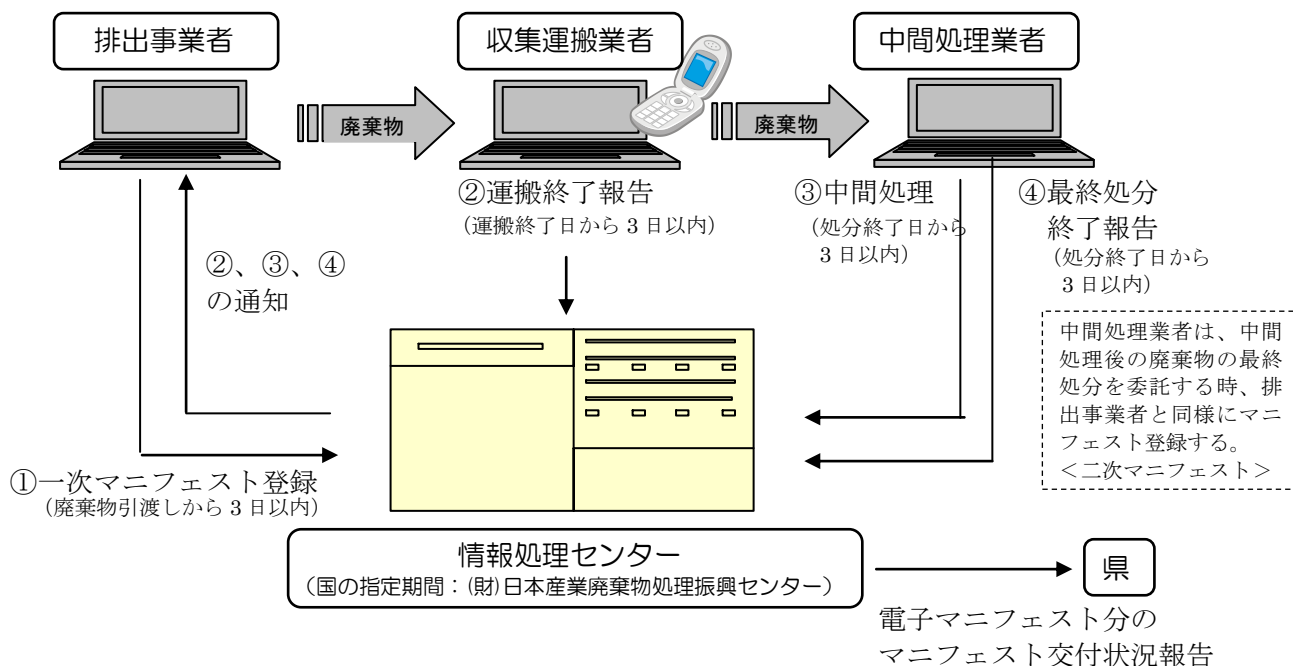 排出事業者
収集運搬業者
中間処理業者
廃棄物
廃棄物
②運搬終了報告
（運搬終了日から3日以内）
③中間処理
（処分終了日から
3日以内）
④最終処分
終了報告
（処分終了日から
3日以内）
②、③、④
の通知
中間処理業者は、中間
処理後の廃棄物の最終
処分を委託する時、排
出事業者と同様にマニ
フェスト登録する。
＜二次マニフェスト＞
①一次マニフェスト登録
（廃棄物引渡しから3日以内）
情報処理センター
（国の指定期間：(財)日本産業廃棄物処理振興センター）
県
電子マニフェスト分の
マニフェスト交付状況報告